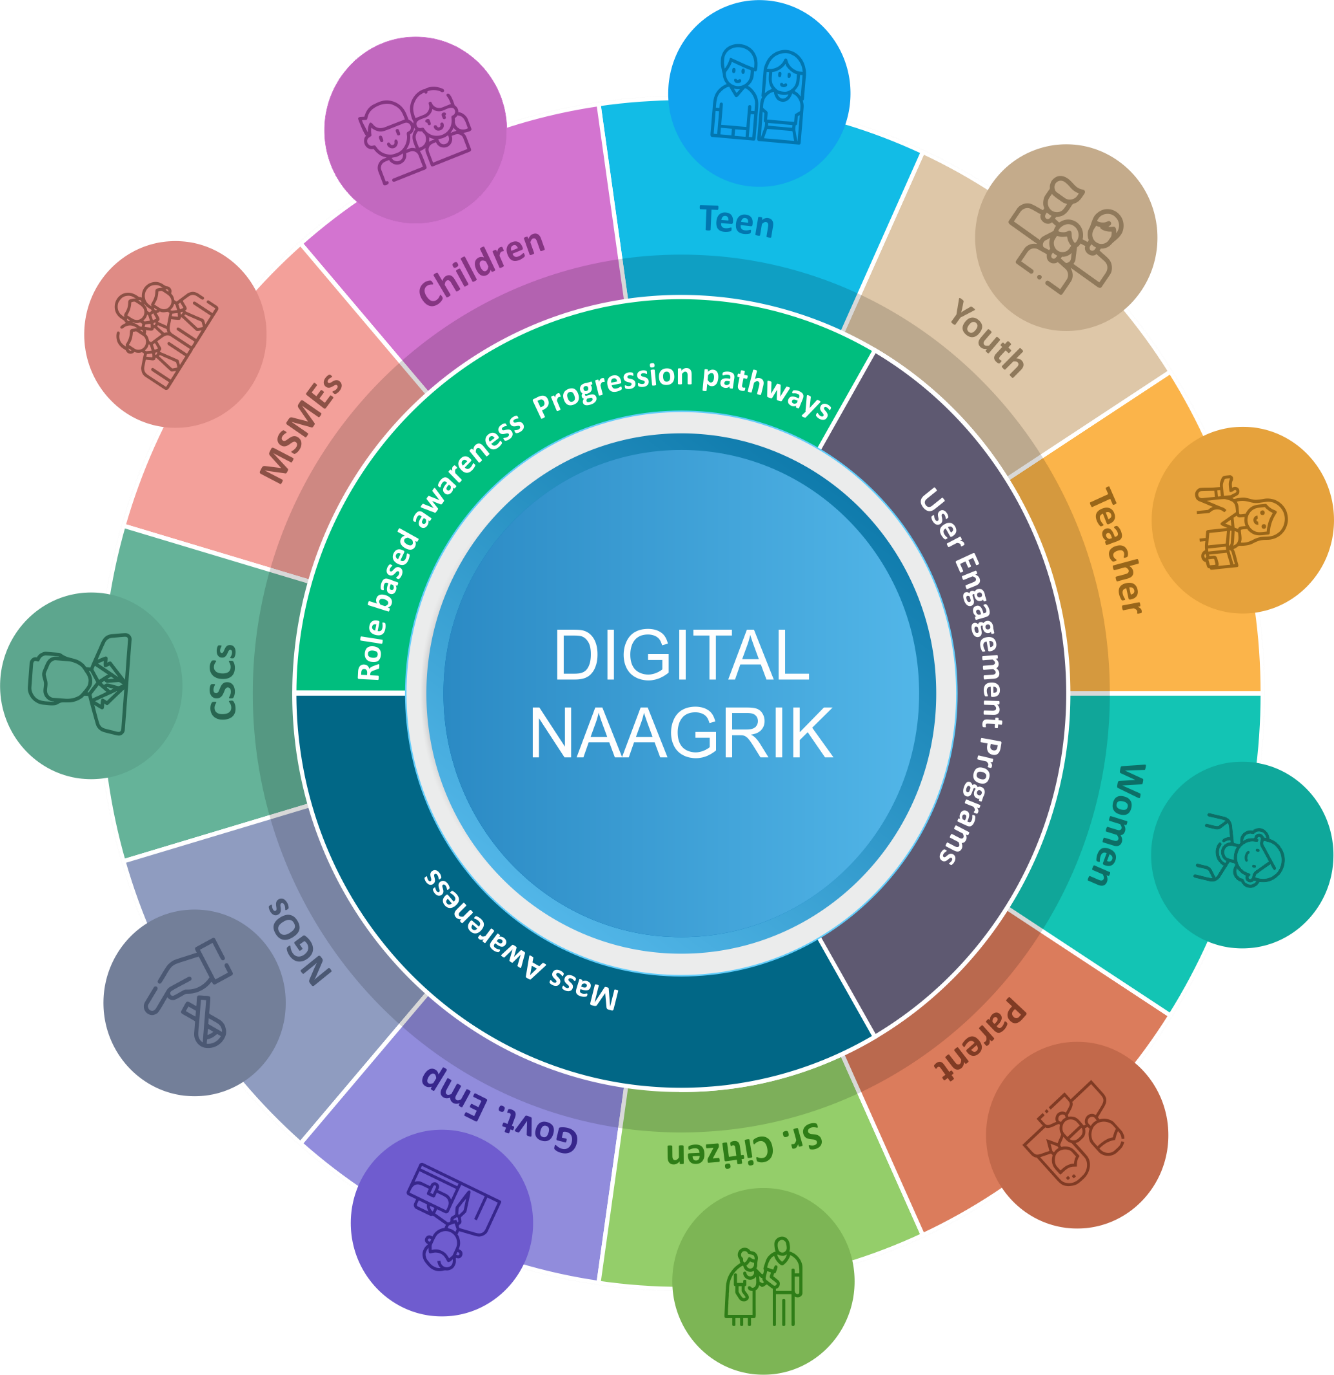 DIGITAL
NAAGRIK
Role based awareness Progression pathways
User Engagement Programs
Mass Awareness
Teen
Youth
Teacher
Women
Parent
Sr. Citizen
Govt. Emp
NGOs
CSCs
MSMEs
Children